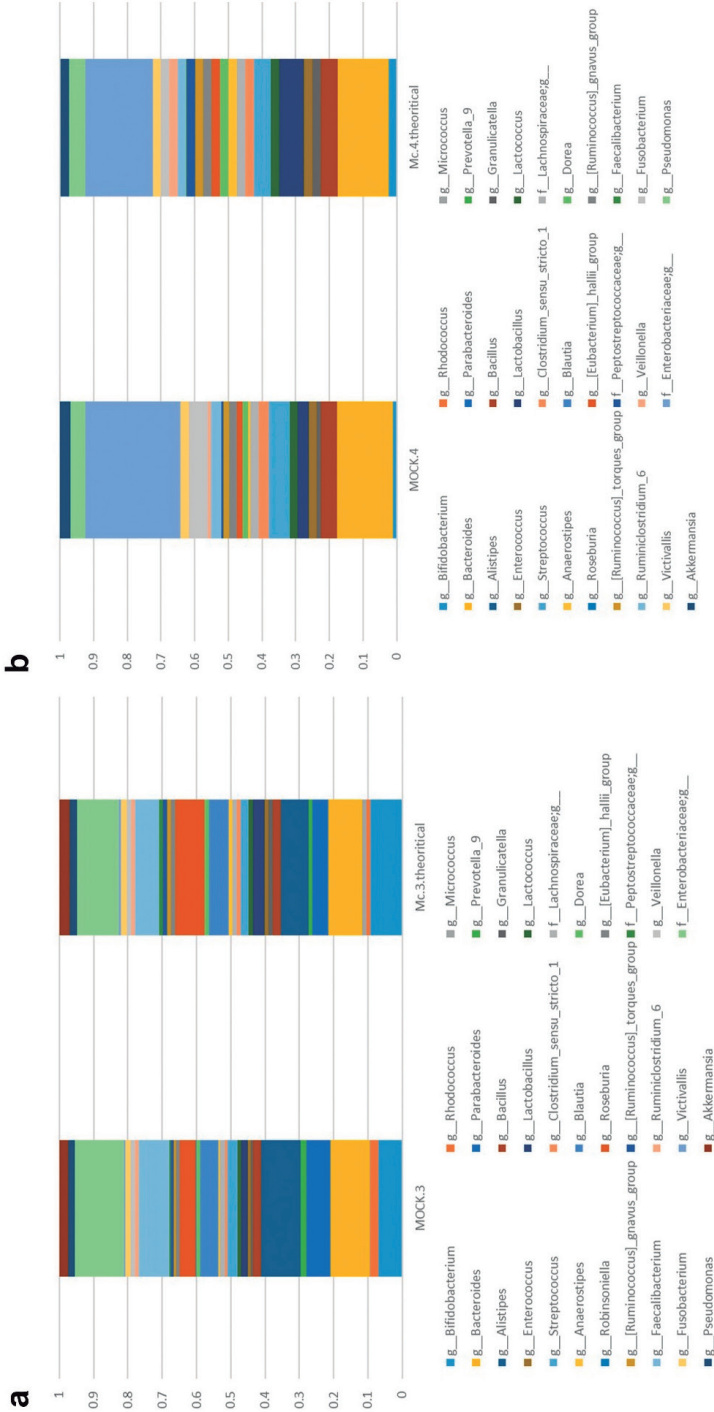 a
1
0.9
0.8
0.7
0.6
0.5
0.4
0.3
0.2
0.1
0
MOCK.3 Mc.3.theoritical
g__Bifidobacterium g__Rhodococcus g__Micrococcus
g__Bacteroides g__Parabacteroides g__Prevotella_9
g__Alistipes g__Bacillus g__Granulicatella
g__Enterococcus g__Lactobacillus g__Lactococcus
g__Streptococcus g__Clostridium_sensu_stricto_1 f__Lachnospiraceae;g__
g__Anaerostipes g__Blautia g__Dorea
g__Robinsoniella g__Roseburia g__[Eubacterium]_hallii_group
g__[Ruminococcus]_gnavus_group g__[Ruminococcus]_torques_group f__Peptostreptococcaceae;g__
g__Faecalibacterium g__Ruminiclostridium_6 g__Veillonella
g__Fusobacterium g__Victivallis f__Enterobacteriaceae;g__
g__Pseudomonas g__Akkermansia
b
1
0.9
0.8
0.7
0.6
0.5
0.4
0.3
0.2
0.1
0
MOCK.4 Mc.4.theoritical
g__Bifidobacterium g__Rhodococcus g__Micrococcus
g__Bacteroides g__Parabacteroides g__Prevotella_9
g__Alistipes g__Bacillus g__Granulicatella
g__Enterococcus g__Lactobacillus g__Lactococcus
g__Streptococcus g__Clostridium_sensu_stricto_1 f__Lachnospiraceae;g__
g__Anaerostipes g__Blautia g__Dorea
g__Roseburia g__[Eubacterium]_hallii_group g__[Ruminococcus]_gnavus_group
g__[Ruminococcus]_torques_group f__Peptostreptococcaceae;g__ g__Faecalibacterium
g__Ruminiclostridium_6 g__Veillonella g__Fusobacterium
g__Victivallis f__Enterobacteriaceae;g__ g__Pseudomonas
g__Akkermansia